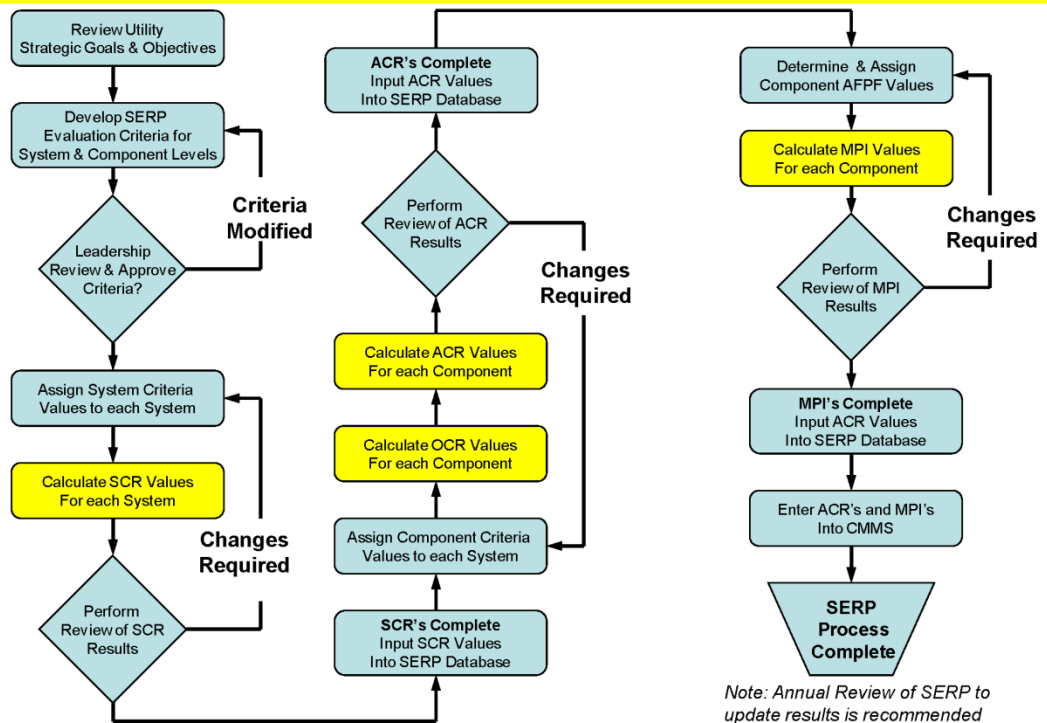 Review Utility
Strategic Goals & Objectives
Develop SERP
Evaluation Criteria for
System & Component Levels
Criteria
Modified
Leadership
Review & Approve
Criteria?
Assign System Criteria
Values to each System
Calculate SCR Values
For each System
Changes
Required
Perform
Review of SCR
Results
SCR's Complete
Input SCR Values
Into SERP Database
Assign Component Criteria
Values to each System
Calculate OCR Values
For each Component
Calculate ACR Values
For each Component
Changes
Required
Perform
Review of ACR
Results
ACR's Complete
Input ACR Values
Into SERP Database
Determine & Assign
Component AFPF Values
Calculate MPI Values
For each Component
Changes
Required
Perform
Review of MPI
Results
MPI's Complete
Input ACR Values
Into SERP Database
Enter ACR's and MPI's
Into CMMS
SERP
Process
Complete
Note: Annual Review of SERP to
update results is recommended